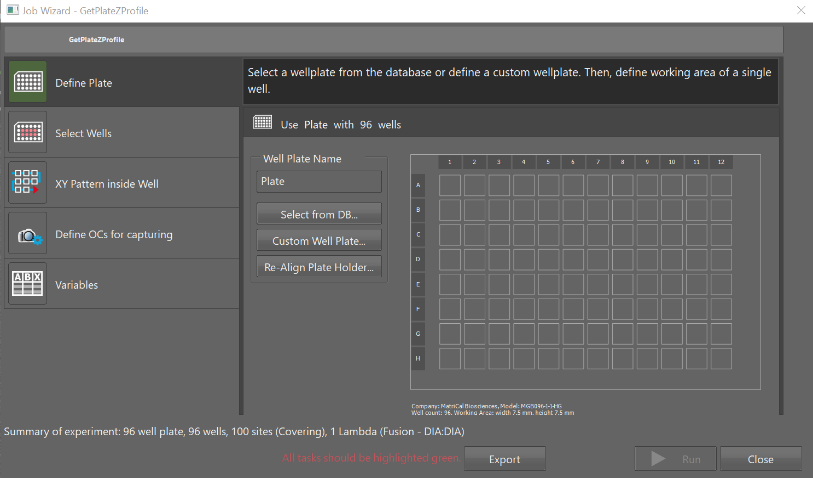 Job Wizard - GetPlateZProfile
GetPlateZProfile
Define Plate
Select Wells
XY Pattern inside Well
Define OCs for capturing
A B X
Variables
Select a wellplate from the database or define a custom wellplate. Then, define working area of a single
well.
Use Plate with 96 wells
Well Plate Name
Plate
Select from DB...
Custom Well Plate...
Re-Align Plate Holder...
1 2 3 4 5 6 7 8 9 10 11 12
A
B
C
D
E
F
G
H
Company: MatriCal Biosciences, Model: MGB096-1-1-HG
Well count: 96. Working Area: width 7.5 mm, height 7.5 mm
Summary of experiment: 96 well plate, 96 wells, 100 sites (Covering), 1 Lambda (Fusion - DIA:DIA)
All tasks should be highlighted green.
Export
Run
Close